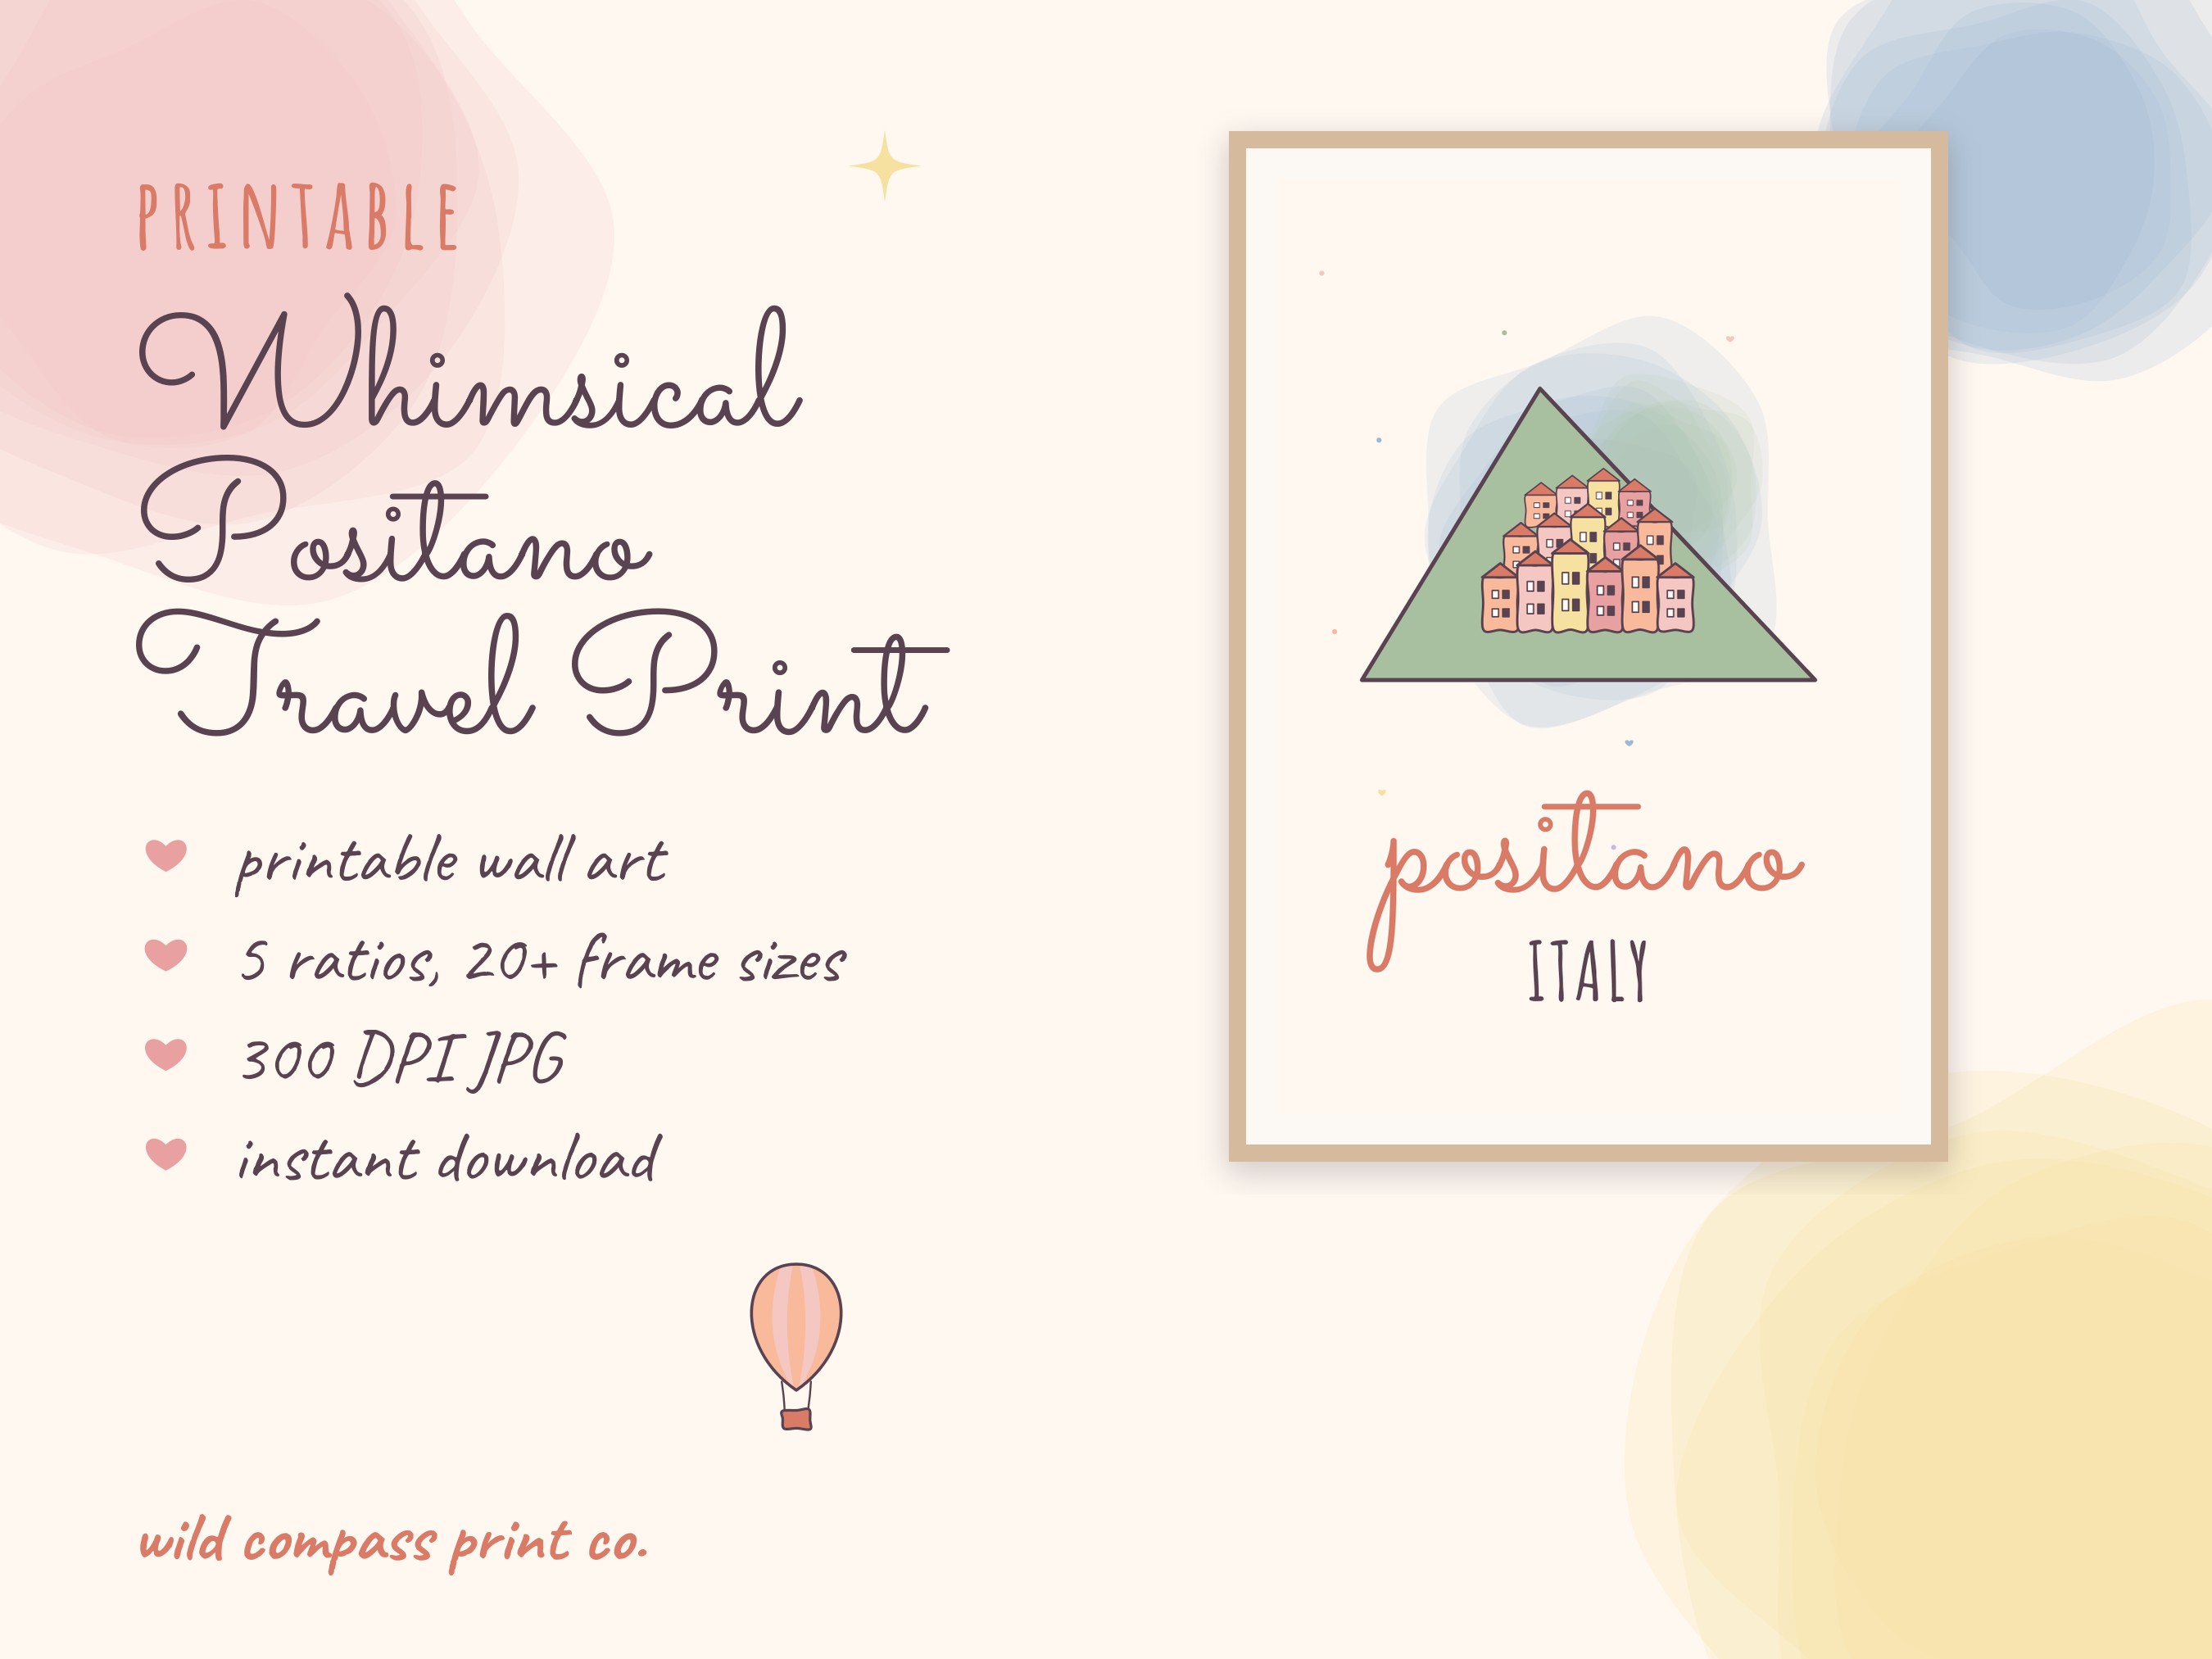 PRINTABLE
Whimsical
Positano
Travel Print
printable wall art
5 ratios, 20+ frame sizes
300 DPI JPG
instant download
wild compass print co.
positano
ITALY